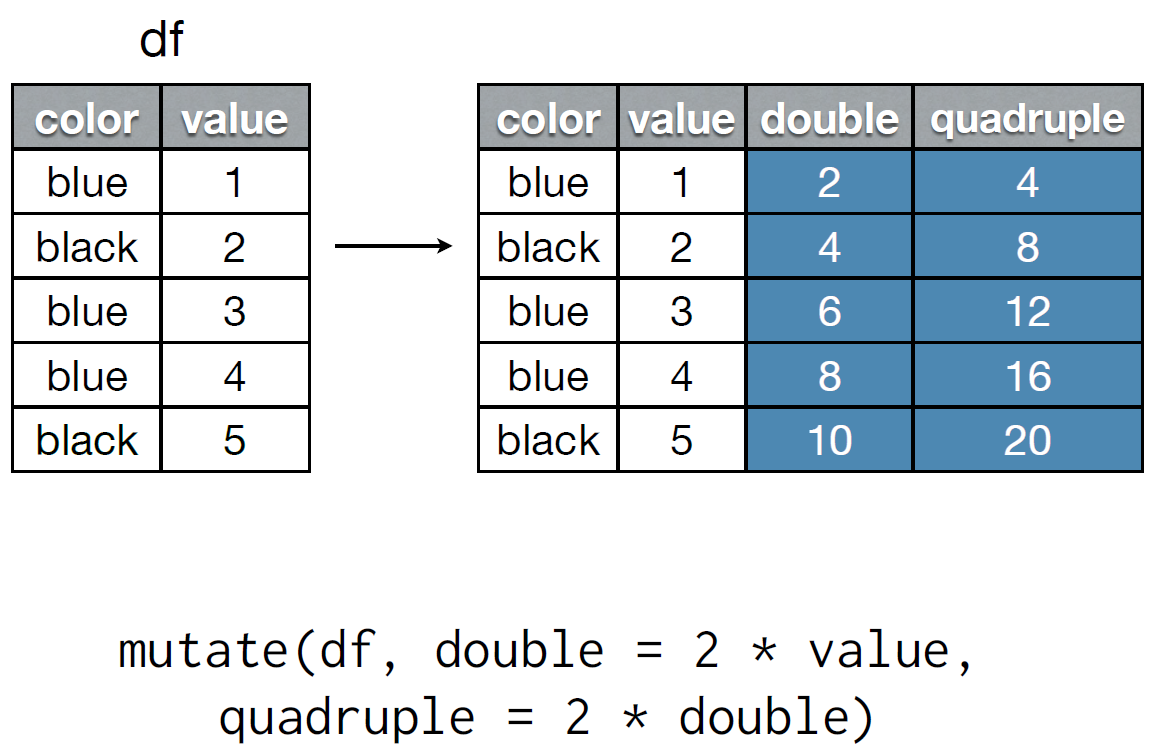 df
color value
blue 1
black 2
blue 3
blue 4
black 5
color value double quadruple
blue 1 2 4
black 2 4 8
blue 3 6 12
blue 4 8 16
black 5 10 20
mutate(df, double = 2 * value,
quadruple = 2 * double)